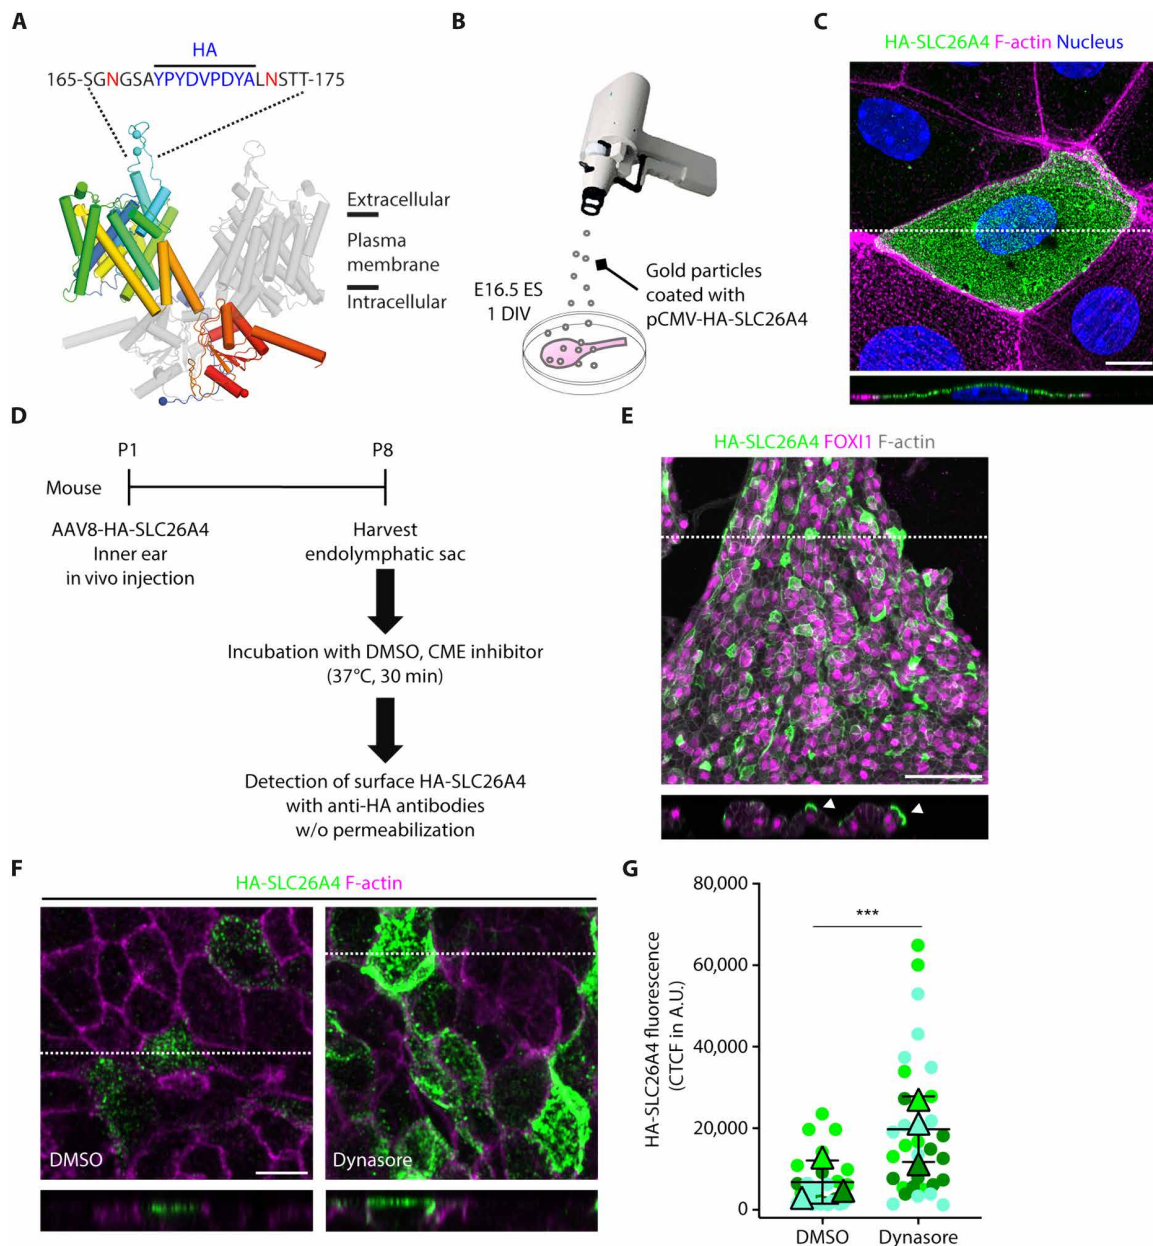 A
HA
165-SGNGSAYPYDVPDYALNSTT-175
Extracellular
Plasma
membrane
Intracellular
B
E16.5 ES
1 DIV
Gold particles
coated with
pCMV-HA-SLC26A4
C
HA-SLC26A4 F-actin Nucleus
D
P1
P8
Mouse
AAV8-HA-SLC26A4
Inner ear
in vivo injection
Harvest
endolymphatic sac
Incubation with DMSO, CME inhibitor
(37°C, 30 min)
Detection of surface HA-SLC26A4
with anti-HA antibodies
w/o permeabilization
E
HA-SLC26A4 FOXI1 F-actin
F
HA-SLC26A4 F-actin
DMSO
Dynasore
G
HA-SLC26A4 fluorescence
(CTCF in A.U.)
80,000
60,000
40,000
20,000
0
***
DMSO
Dynasore